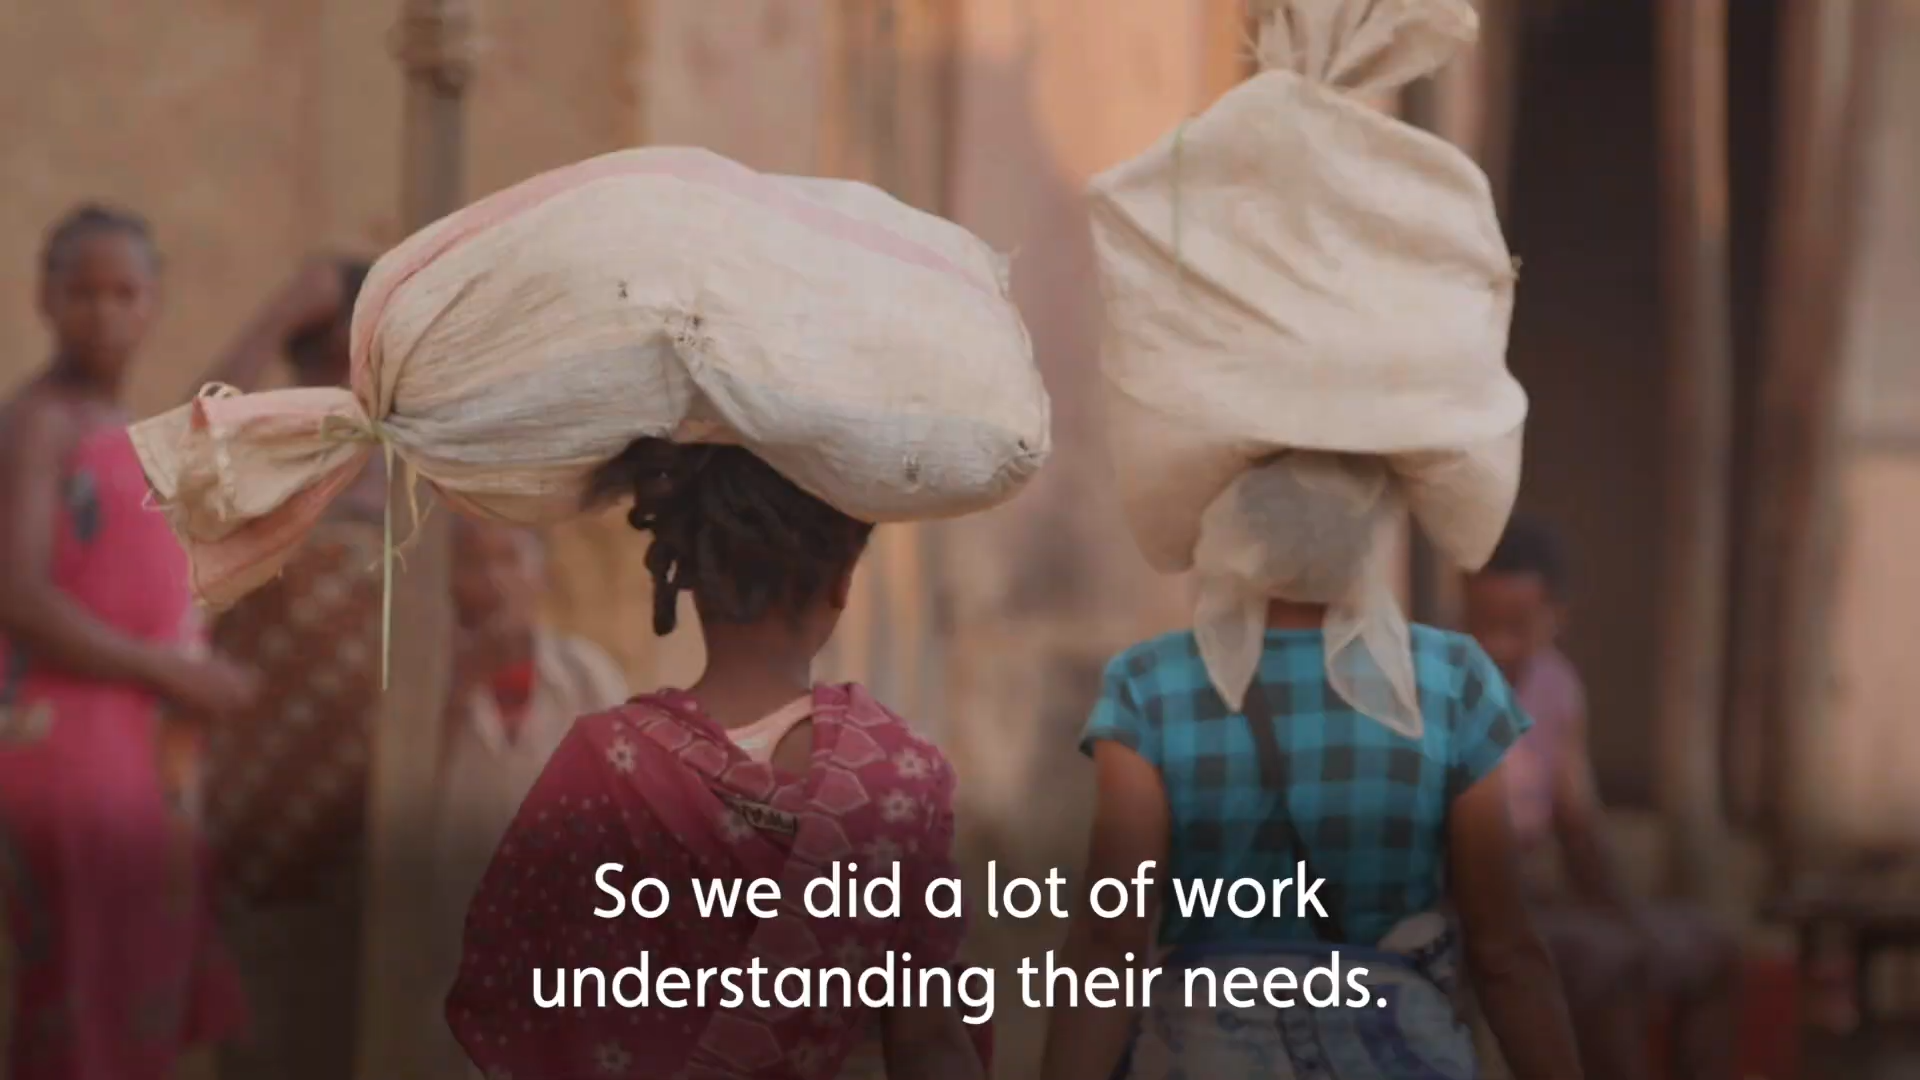 So we did a lot of work
understanding their needs.